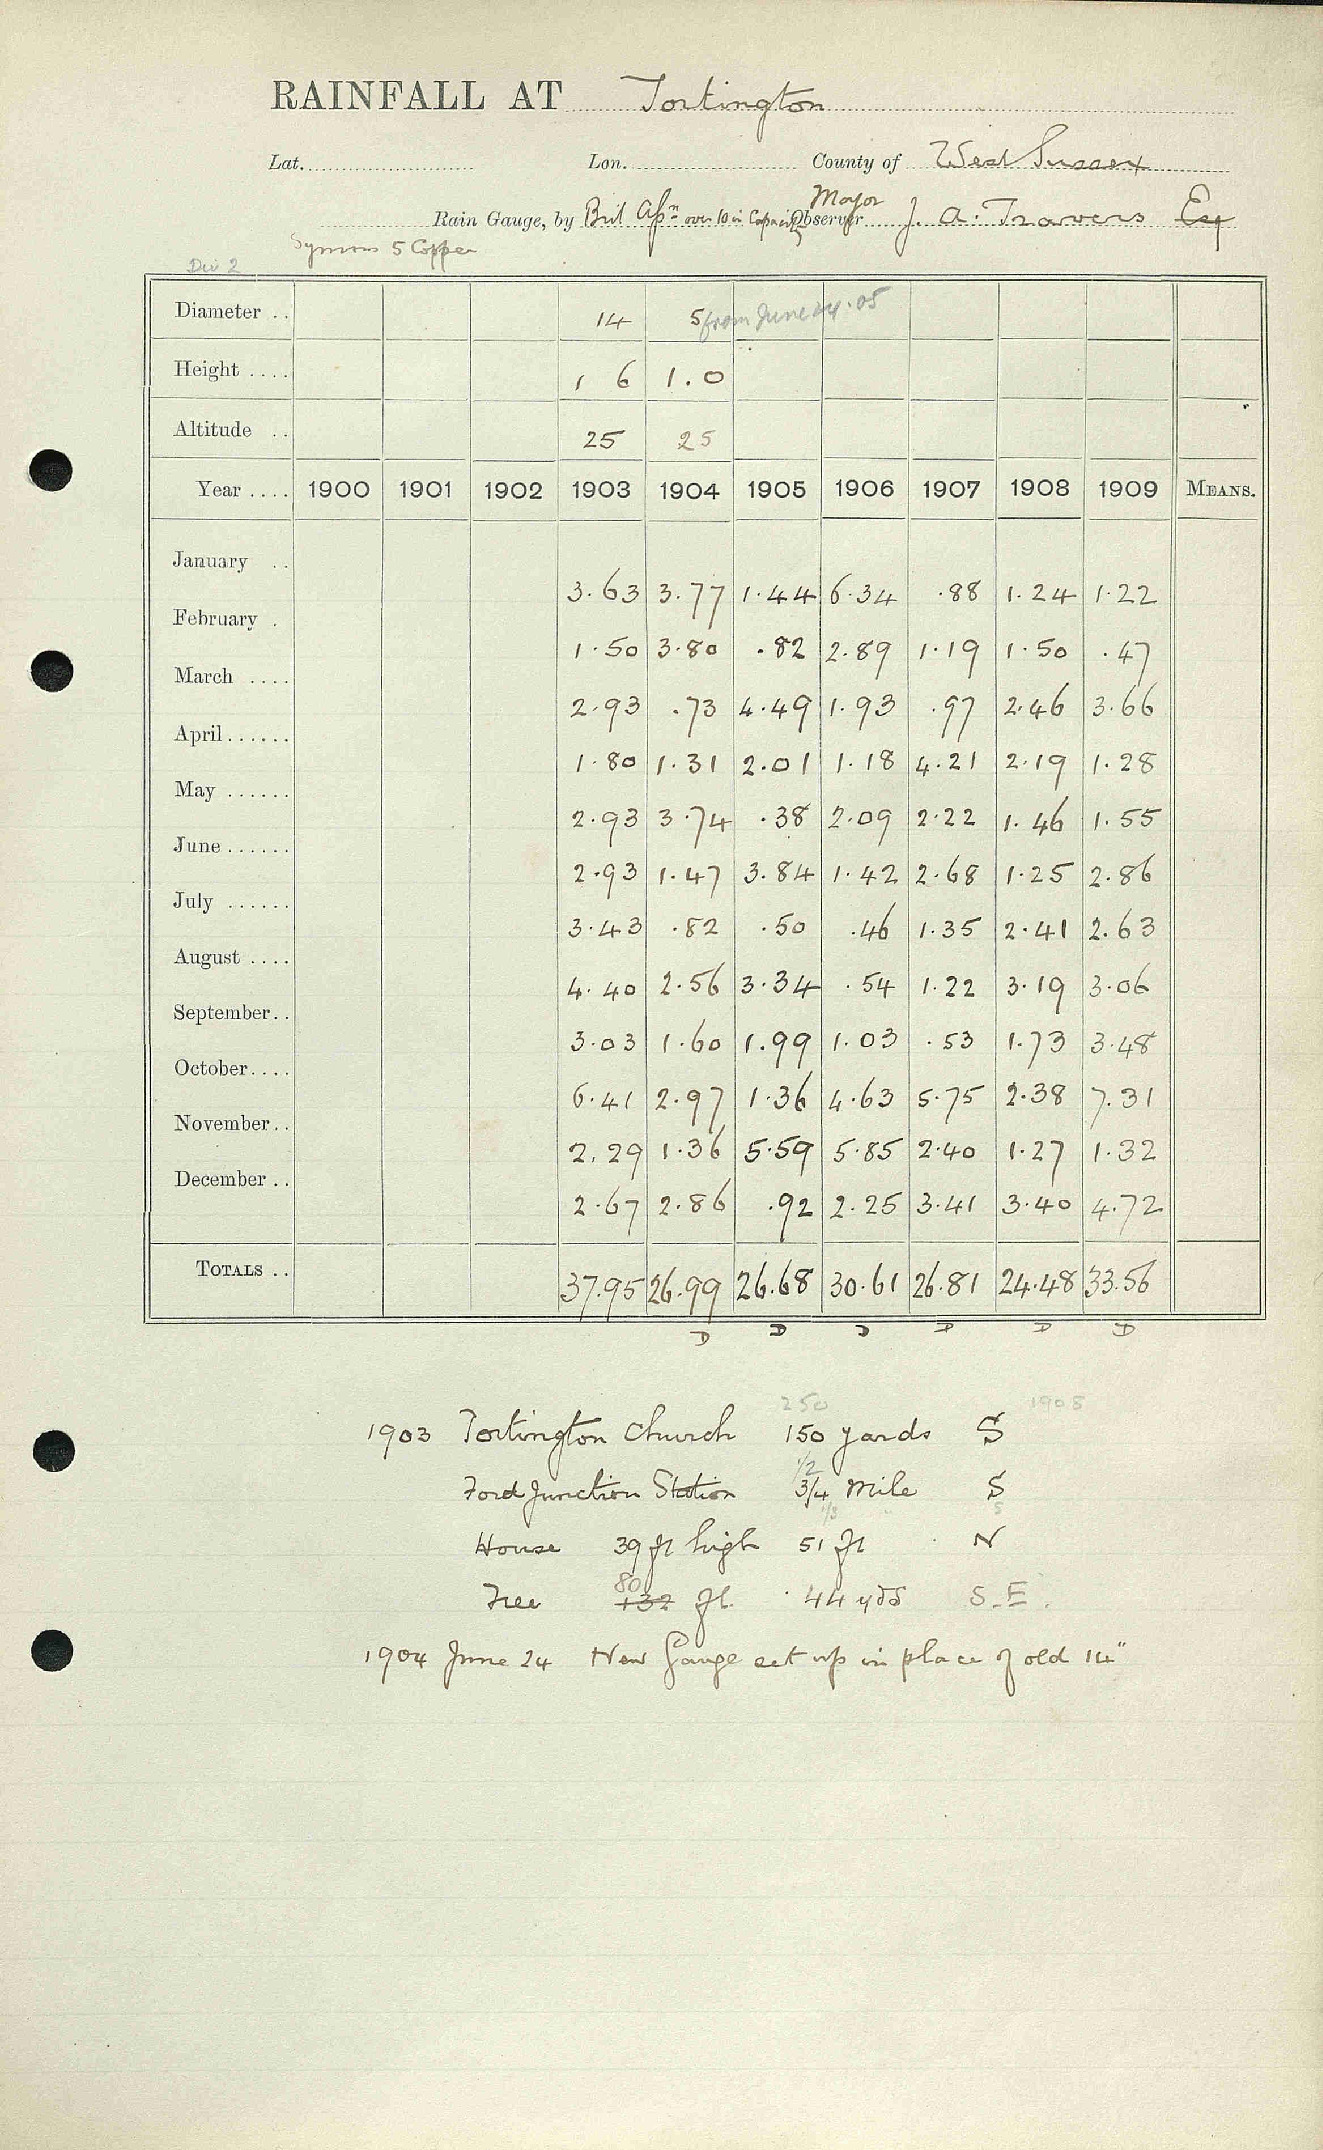 RAINFALL AT Tortington
Lat. Lon. County of West Sussex
Rain Gauge, by Brit Assn over 10 in Capacity Observer Major J. A. Travers Esq
Symons 5 Copper
Div 2
Diameter .. 14 5 from June 24.05
Height .... 1 6 1.0
Altitude .. 25 25
Year .... 1900 1901 1902 1903 1904 1905 1906 1907 1908 1909 MEANS.
January .. 3.63 3.77 1.44 6.34 .88 1.24 1.22
February . 1.50 3.80 .82 2.89 1.19 1.50 .47
March .... 2.93 .73 4.49 1.93 .97 2.46 3.66
April...... 1.80 1.31 2.01 1.18 4.21 2.19 1.28
May ...... 2.93 3.74 .38 2.09 2.22 1.46 1.55
June ...... 2.93 1.47 3.84 1.42 2.68 1.25 2.86
July ...... 3.43 .82 .50 .46 1.35 2.41 2.63
August .... 4.40 2.56 3.34 .54 1.22 3.19 3.06
September.. 3.03 1.60 1.99 1.03 .53 1.73 3.48
October.... 6.41 2.97 1.36 4.63 5.75 2.38 7.31
November.. 2.29 1.36 5.59 5.85 2.40 1.27 1.32
December .. 2.67 2.86 .92 2.25 3.41 3.40 4.72
TOTALS .. 37.95 26.99 26.68 30.61 26.81 24.48 33.56
D D D D D D
250 1908
1903 Tortington Church 150 yards S
1/2
Ford Junction Station 3/4 Mile S
1/3 S
House 39 ft high 51 ft N
80
Tree 132 ft. 44 yds S.E.
1904 June 24 New Gauge set up in place of old 14"